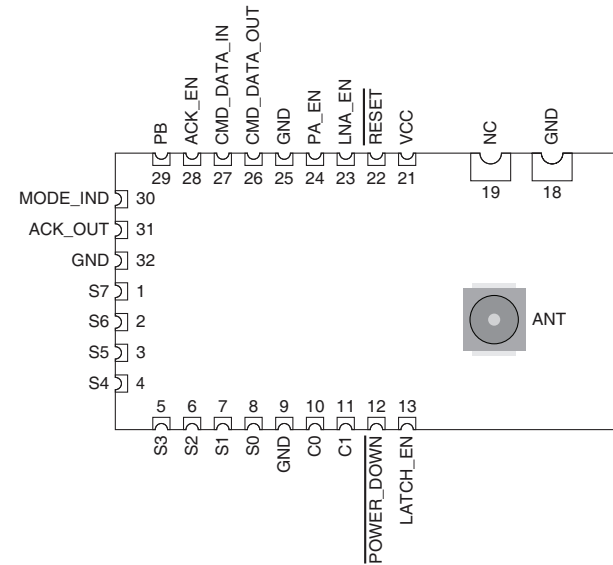 PB
ACK_EN
CMD_DATA_IN
CMD_DATA_OUT
GND
PA_EN
LNA_EN
RESET
VCC
NC
GND
29 28 27 26 25 24 23 22 21 19 18
MODE_IND 30
ACK_OUT 31
GND 32
S7 1
S6 2
S5 3
S4 4
ANT
5 6 7 8 9 10 11 12 13
S3
S2
S1
S0
GND
C0
C1
POWER_DOWN
LATCH_EN